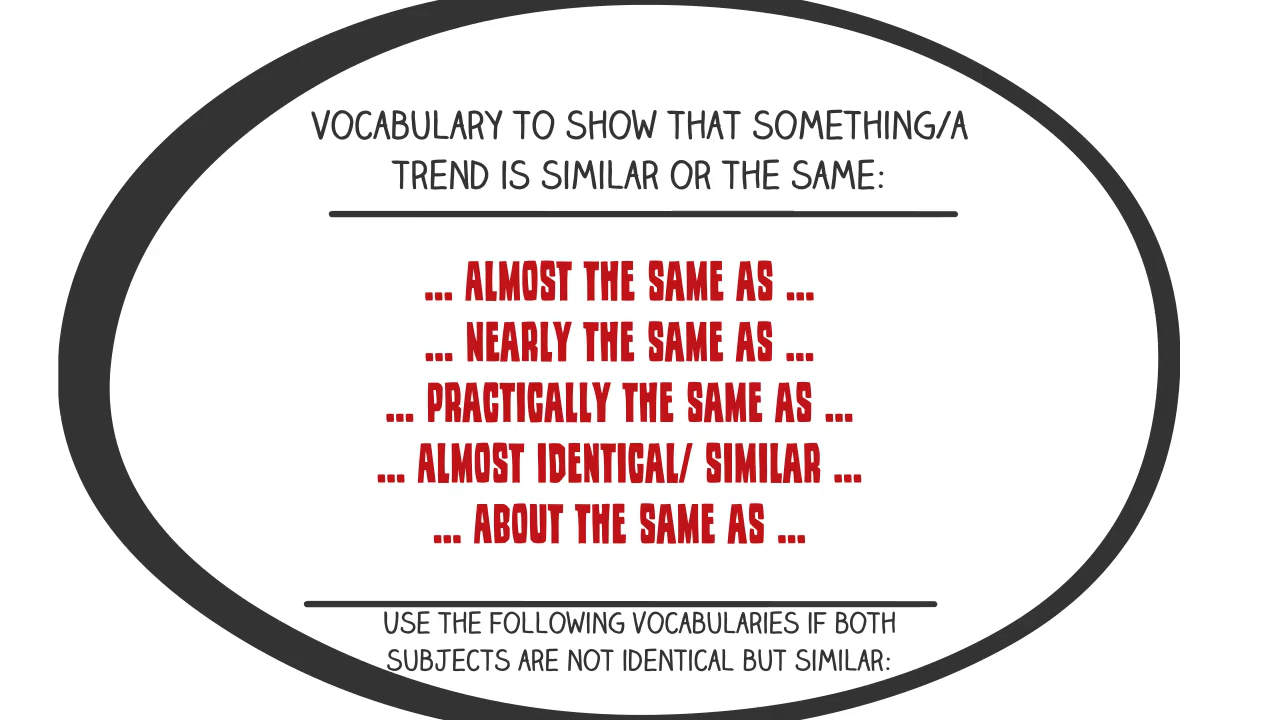 VOCABULARY TO SHOW THAT SOMETHING/A
TREND IS SIMILAR OR THE SAME:
... ALMOST THE SAME AS ...
... NEARLY THE SAME AS ...
... PRACTICALLY THE SAME AS ...
... ALMOST IDENTICAL/ SIMILAR ...
... ABOUT THE SAME AS ...
USE THE FOLLOWING VOCABULARIES IF BOTH
SUBJECTS ARE NOT IDENTICAL BUT SIMILAR: